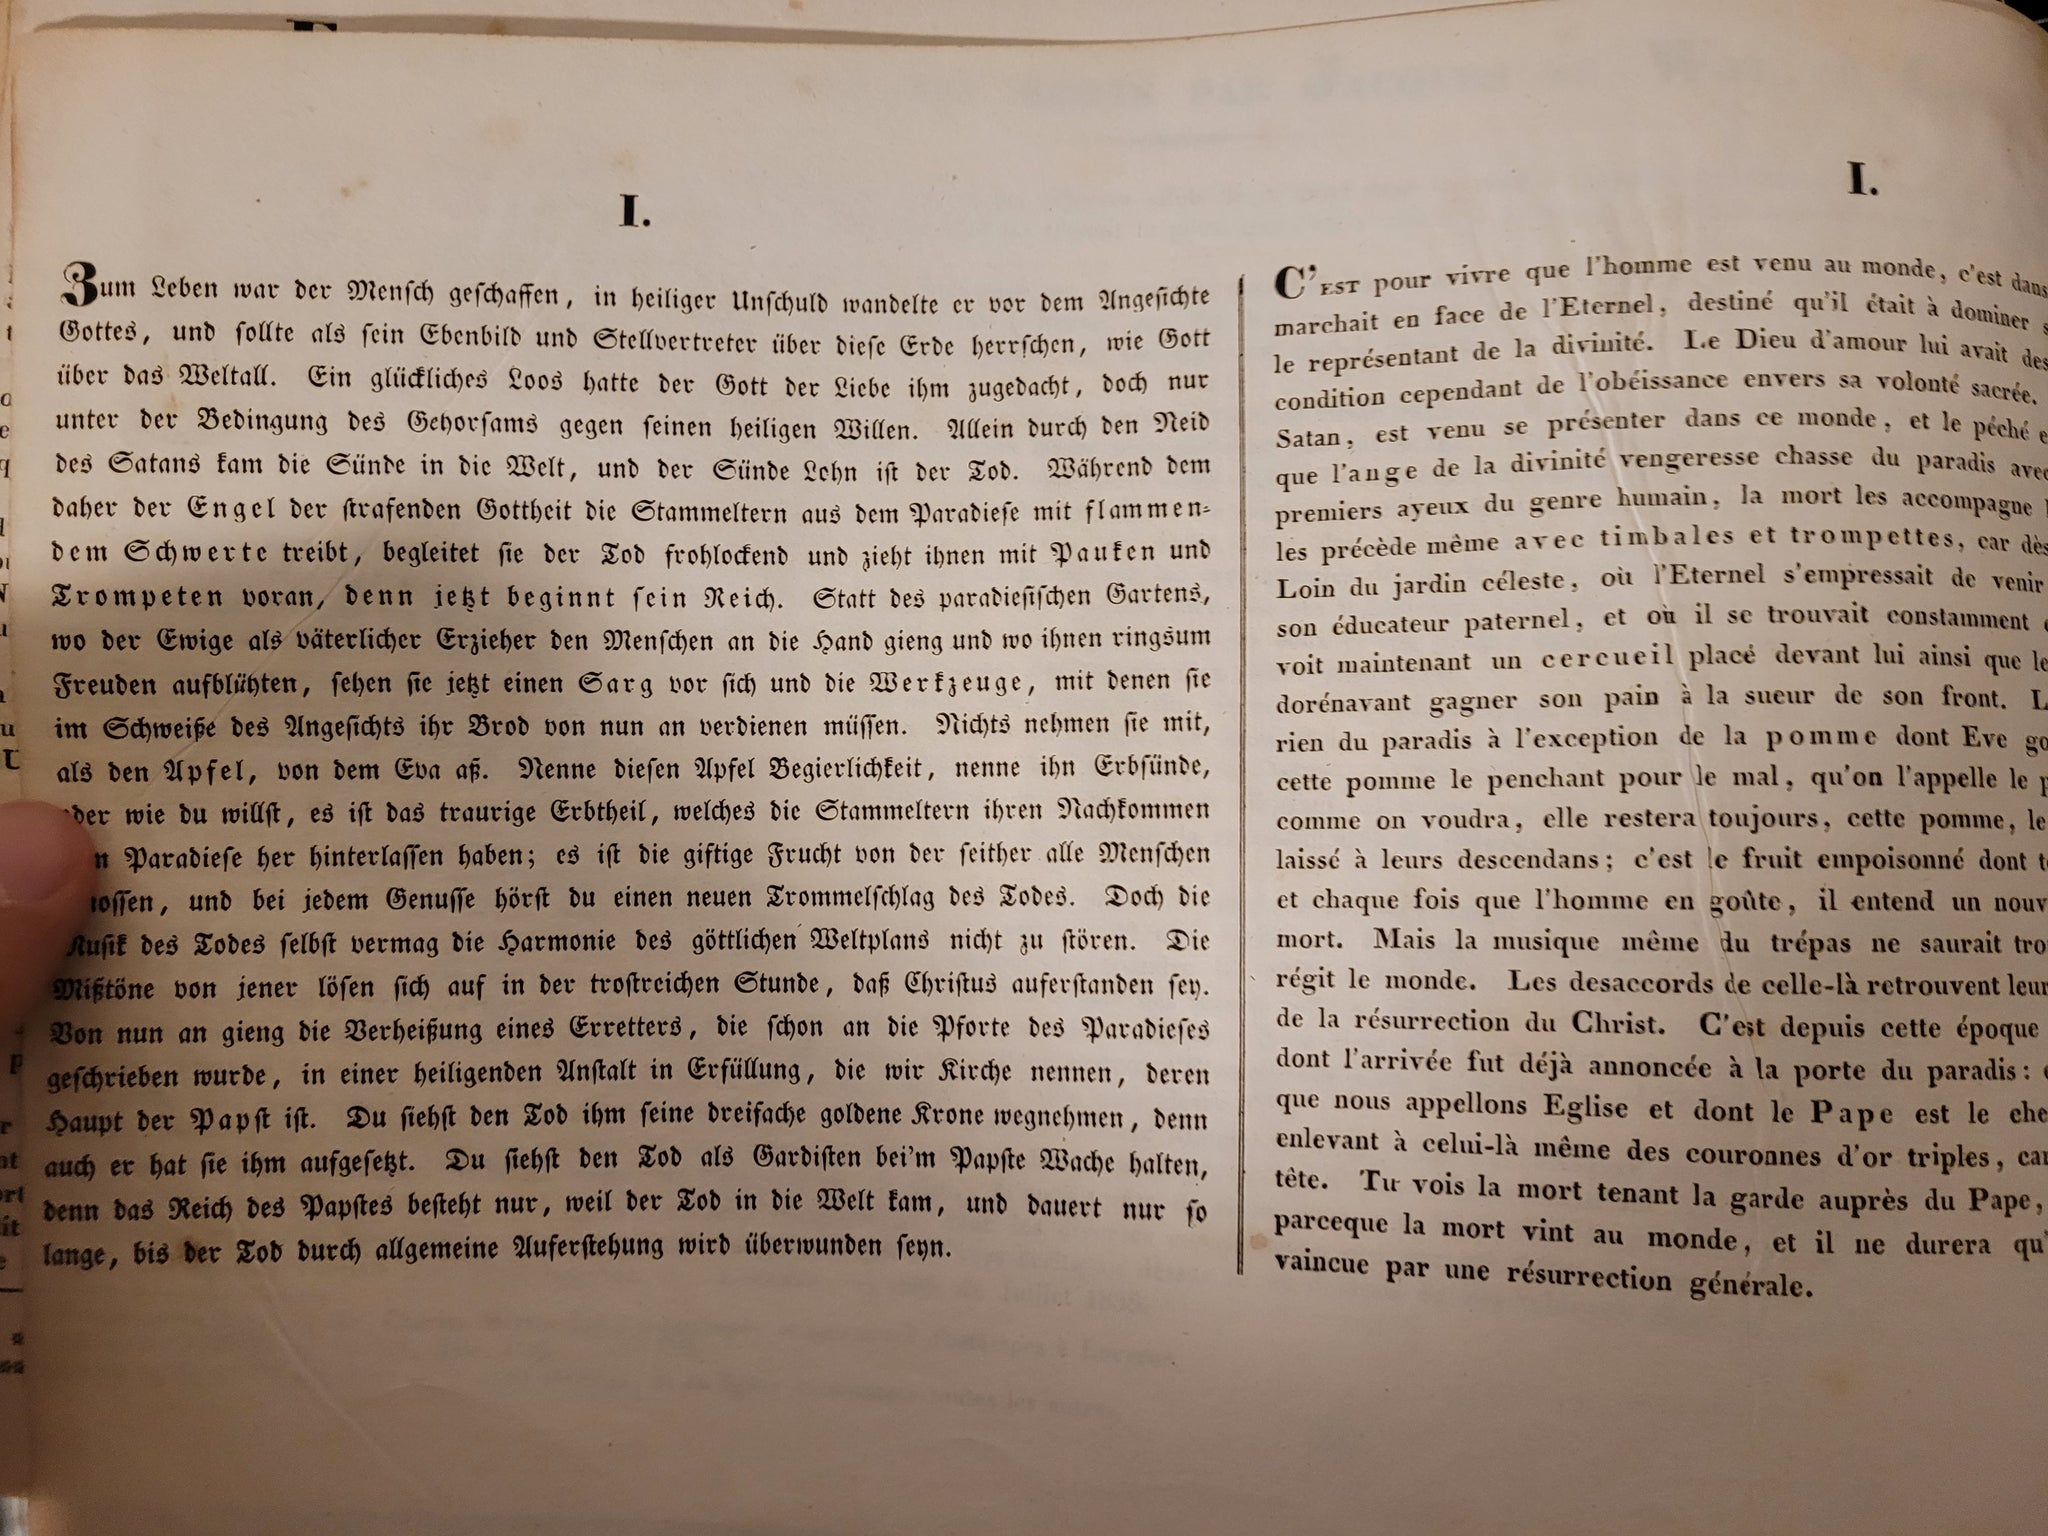 I.
Zum Leben war der Menſch geſchaffen, in heiliger Unſchuld wandelte er vor dem Angeſichte
Gottes, und ſollte als ſein Ebenbild und Stellvertreter über dieſe Erde herrſchen, wie Gott
über das Weltall. Ein glückliches Loos hatte der Gott der Liebe ihm zugedacht, doch nur
unter der Bedingung des Gehorſams gegen ſeinen heiligen Willen. Allein durch den Neid
des Satans kam die Sünde in die Welt, und der Sünde Lohn iſt der Tod. Während dem
daher der Engel der ſtrafenden Gottheit die Stammeltern aus dem Paradieſe mit flammen-
dem Schwerte treibt, begleitet ſie der Tod frohlockend und zieht ihnen mit Pauken und
Trompeten voran, denn jetzt beginnt ſein Reich. Statt des paradieſiſchen Gartens,
wo der Ewige als väterlicher Erzieher den Menſchen an die Hand gieng und wo ihnen ringsum
Freuden aufblühten, ſehen ſie jetzt einen Sarg vor ſich und die Werkzeuge, mit denen ſie
im Schweiße des Angeſichts ihr Brod von nun an verdienen müſſen. Nichts nehmen ſie mit,
als den Apfel, von dem Eva aß. Nenne dieſen Apfel Begierlichkeit, nenne ihn Erbſünde,
oder wie du willſt, es iſt das traurige Erbtheil, welches die Stammeltern ihren Nachkommen
Paradieſe her hinterlaſſen haben; es iſt die giftige Frucht von der ſeither alle Menſchen
und bei jedem Genuſſe hörſt du einen neuen Trommelſchlag des Todes. Doch die
Muſik des Todes ſelbſt vermag die Harmonie des göttlichen Weltplans nicht zu ſtören. Die
Mißtöne von jener löſen ſich auf in der troſtreichen Stunde, daß Chriſtus auferſtanden ſey.
Von nun an gieng die Verheißung eines Erretters, die ſchon an die Pforte des Paradieſes
geſchrieben wurde, in einer heiligenden Anſtalt in Erfüllung, die wir Kirche nennen, deren
Haupt der Papſt iſt. Du ſiehſt den Tod ihm ſeine dreifache goldene Krone wegnehmen, denn
auch er hat ſie ihm aufgeſetzt. Du ſiehſt den Tod als Gardiſten bei'm Papſte Wache halten,
denn das Reich des Papſtes beſteht nur, weil der Tod in die Welt kam, und dauert nur ſo
lange, bis der Tod durch allgemeine Auferſtehung wird überwunden ſeyn.
I.
C'EST pour vivre que l'homme est venu au monde, c'est dans
marchait en face de l'Eternel, destiné qu'il était à dominer
le représentant de la divinité. Le Dieu d'amour lui avait
condition cependant de l'obéissance envers sa volonté sacrée.
Satan, est venu se présenter dans ce monde, et le péché
que l'ange de la divinité vengeresse chasse du paradis
premiers ayeux du genre humain, la mort les accompagne
les précède même avec timbales et trompettes, car
Loin du jardin céleste, où l'Eternel s'empressait de venir
son éducateur paternel, et où il se trouvait constamment
voit maintenant un cercueil placé devant lui ainsi que
dorénavant gagner son pain à la sueur de son front.
rien du paradis à l'exception de la pomme dont Eve
cette pomme le penchant pour le mal, qu'on l'appelle le
comme on voudra, elle restera toujours, cette pomme,
laissé à leurs descendans; c'est le fruit empoisonné dont
et chaque fois que l'homme en goûte, il entend un
mort. Mais la musique même du trépas ne saurait
régit le monde. Les desaccords de celle-là retrouvent leur
de la résurrection du Christ. C'est depuis cette époque
dont l'arrivée fut déjà annoncée à la porte du paradis:
que nous appellons Eglise et dont le Pape est le
enlevant à celui-là même des couronnes d'or triples,
tête. Tu vois la mort tenant la garde auprès du Pape,
parceque la mort vint au monde, et il ne durera
vaincue par une résurrection générale.